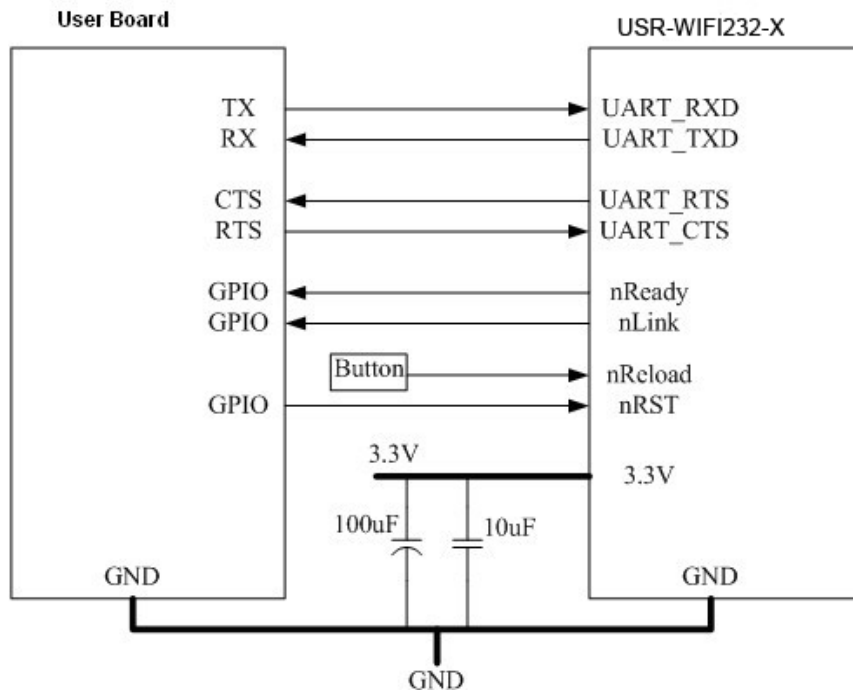 User Board
USR-WIFI232-X
TX
UART_RXD
RX
UART_TXD
CTS
UART_RTS
RTS
UART_CTS
GPIO
nReady
GPIO
nLink
Button
nReload
GPIO
nRST
3.3V
3.3V
100uF
10uF
GND
GND
GND